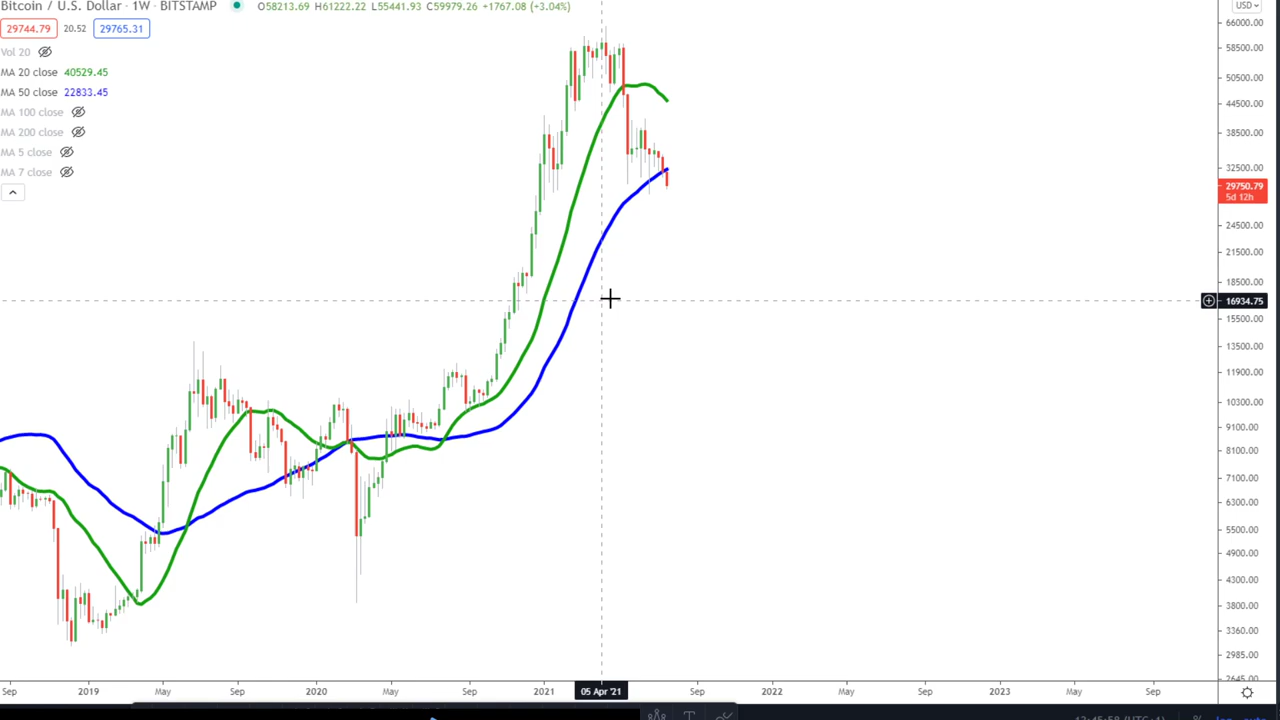 Bitcoin / U.S. Dollar · 1W · BITSTAMP O58213.69 H61222.22 L55441.93 C59979.26 +1767.08 (+3.04%)
USD
29744.79 20.52 29765.31
Vol 20
MA 20 close 40529.45
MA 50 close 22833.45
MA 100 close
MA 200 close
MA 5 close
MA 7 close
66000.00
58500.00
50500.00
44500.00
38500.00
32500.00
29750.79
5d 12h
24500.00
21500.00
18500.00
16934.75
15500.00
13500.00
11900.00
10300.00
9100.00
8100.00
7100.00
6300.00
5500.00
4900.00
4300.00
3800.00
3360.00
2985.00
2645.00
Sep 2019 May Sep 2020 May Sep 2021 05 Apr '21 Sep 2022 May Sep 2023 May Sep